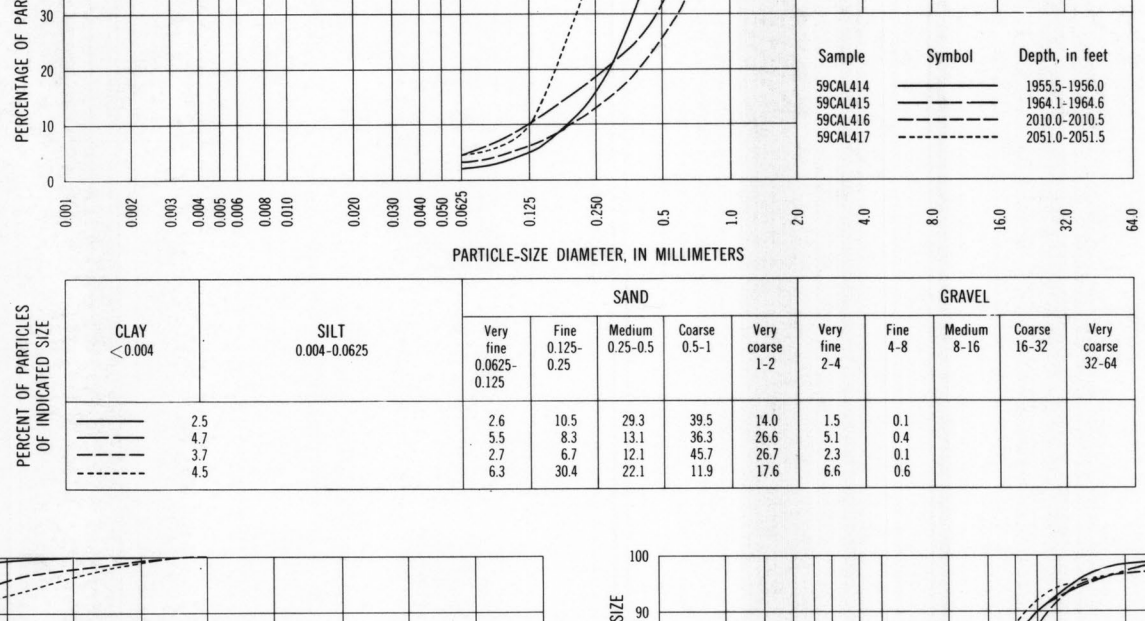 PERCENTAGE OF PAR
30
20
10
0
Sample Symbol Depth, in feet
59CAL414 1955.5-1956.0
59CAL415 1964.1-1964.6
59CAL416 2010.0-2010.5
59CAL417 2051.0-2051.5
0.001 0.002 0.003 0.004 0.005 0.006 0.008 0.010 0.020 0.030 0.040 0.050 0.0625 0.125 0.250 0.5 1.0 2.0 4.0 8.0 16.0 32.0 64.0
PARTICLE-SIZE DIAMETER, IN MILLIMETERS
PERCENT OF PARTICLES
OF INDICATED SIZE
SAND GRAVEL
CLAY SILT Very Fine Medium Coarse Very Very Fine Medium Coarse Very
<0.004 0.004-0.0625 fine 0.125- 0.25-0.5 0.5-1 coarse fine 4-8 8-16 16-32 coarse
0.0625- 0.25 1-2 2-4 32-64
0.125
2.5 2.6 10.5 29.3 39.5 14.0 1.5 0.1
4.7 5.5 8.3 13.1 36.3 26.6 5.1 0.4
3.7 2.7 6.7 12.1 45.7 26.7 2.3 0.1
4.5 6.3 30.4 22.1 11.9 17.6 6.6 0.6
100
90
SIZE